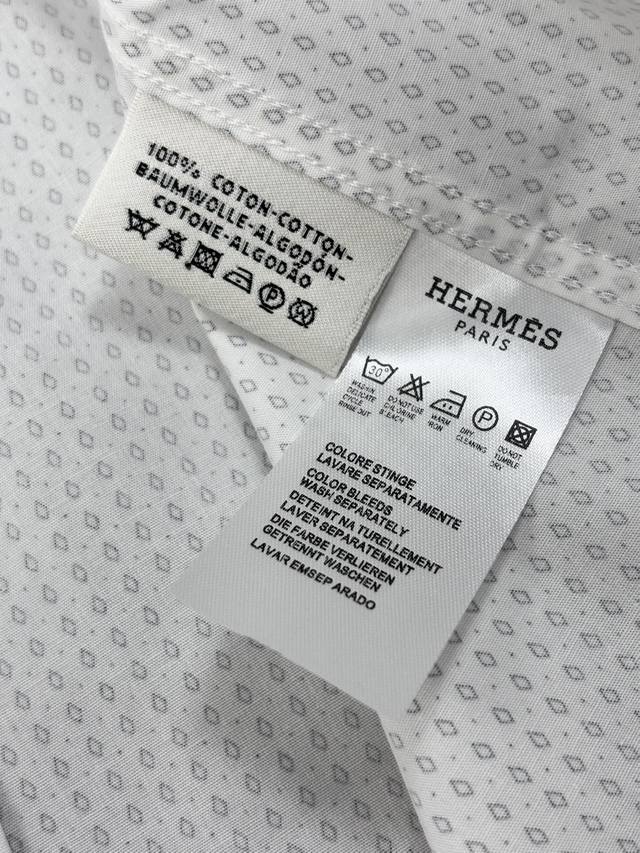 100% COTON-COTTON-
BAUMWOLLE-ALGODÓN-
COTONE-ALGODÃO
HERMÈS
PARIS
30°
WASH IN
DELICATE
CYCLE
RINSE OUT
DO NOT USE
CHLORINE
BLEACH
WARM
IRON
P
DRY
CLEANING
DO NOT
TUMBLE
DRY
COLORE STINGE
LAVARE SEPARATAMENTE
COLOR BLEEDS
WASH SEPARATELY
DETEINT NA TURELLEMENT
LAVER SEPARATEMENT
DIE FARBE VERLIEREN
GETRENNT WASCHEN
LAVAR EMSEP ARADO